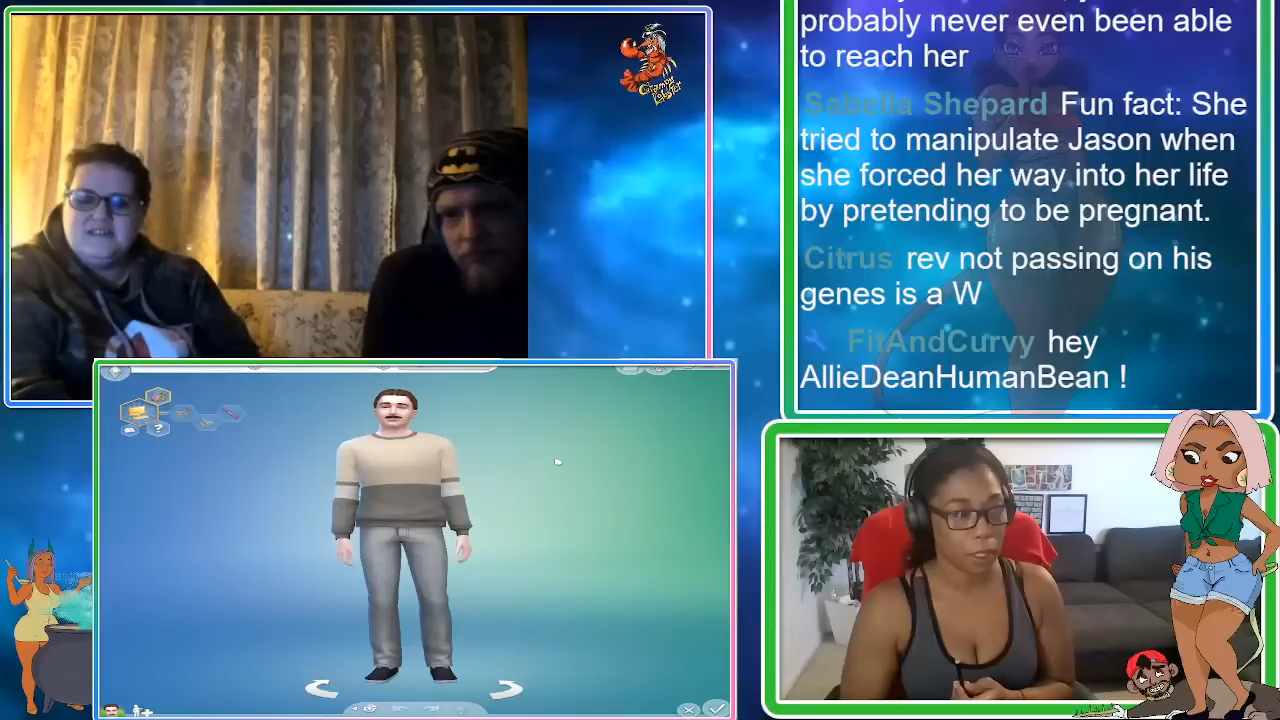 probably never even been able
to reach her
Sabella Shepard Fun fact: She
tried to manipulate Jason when
she forced her way into her life
by pretending to be pregnant.
Citrus rev not passing on his
genes is a W
FitAndCurvy hey
AllieDeanHumanBean !
Grampy
Lobster
?